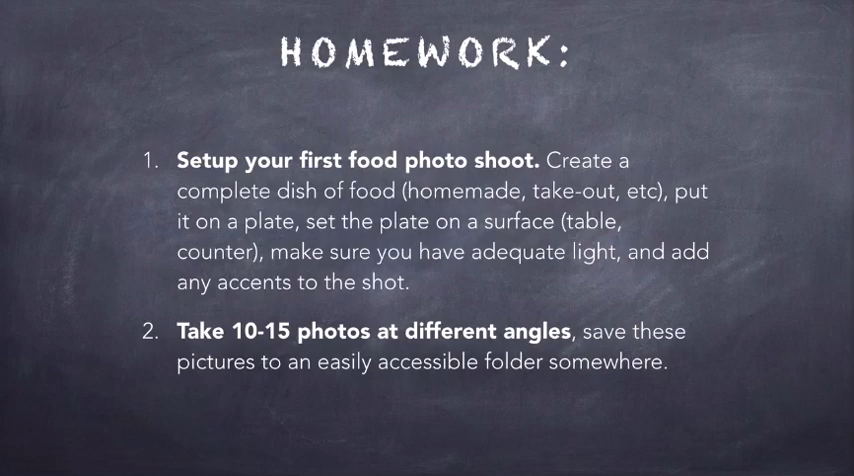 HOMEWORK:
1. Setup your first food photo shoot. Create a
complete dish of food (homemade, take-out, etc), put
it on a plate, set the plate on a surface (table,
counter), make sure you have adequate light, and add
any accents to the shot.
2. Take 10-15 photos at different angles, save these
pictures to an easily accessible folder somewhere.